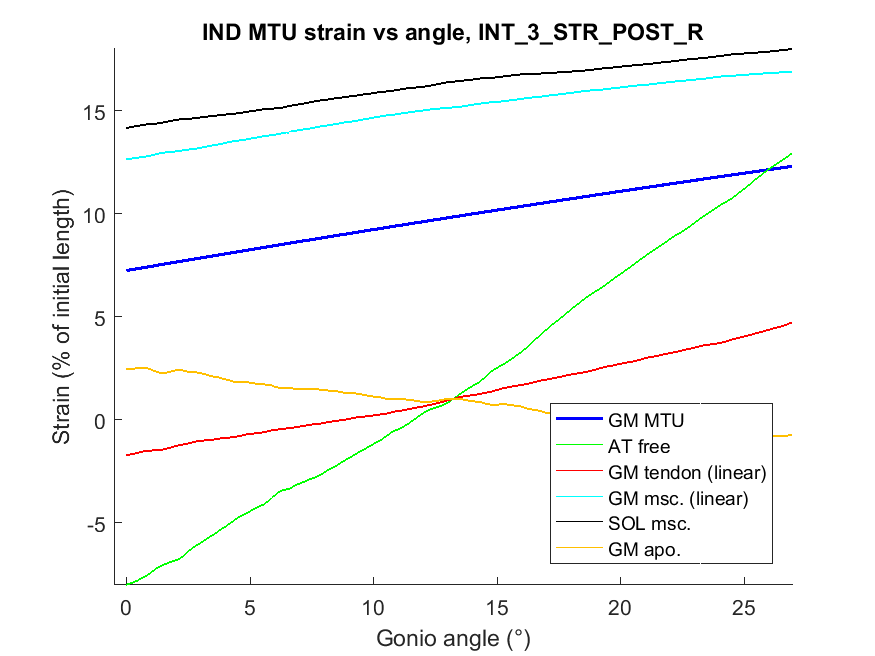 IND MTU strain vs angle, INT_3_STR_POST_R
Strain (% of initial length)
15
10
5
0
-5
0 5 10 15 20 25
Gonio angle (°)
GM MTU
AT free
GM tendon (linear)
GM msc. (linear)
SOL msc.
GM apo.